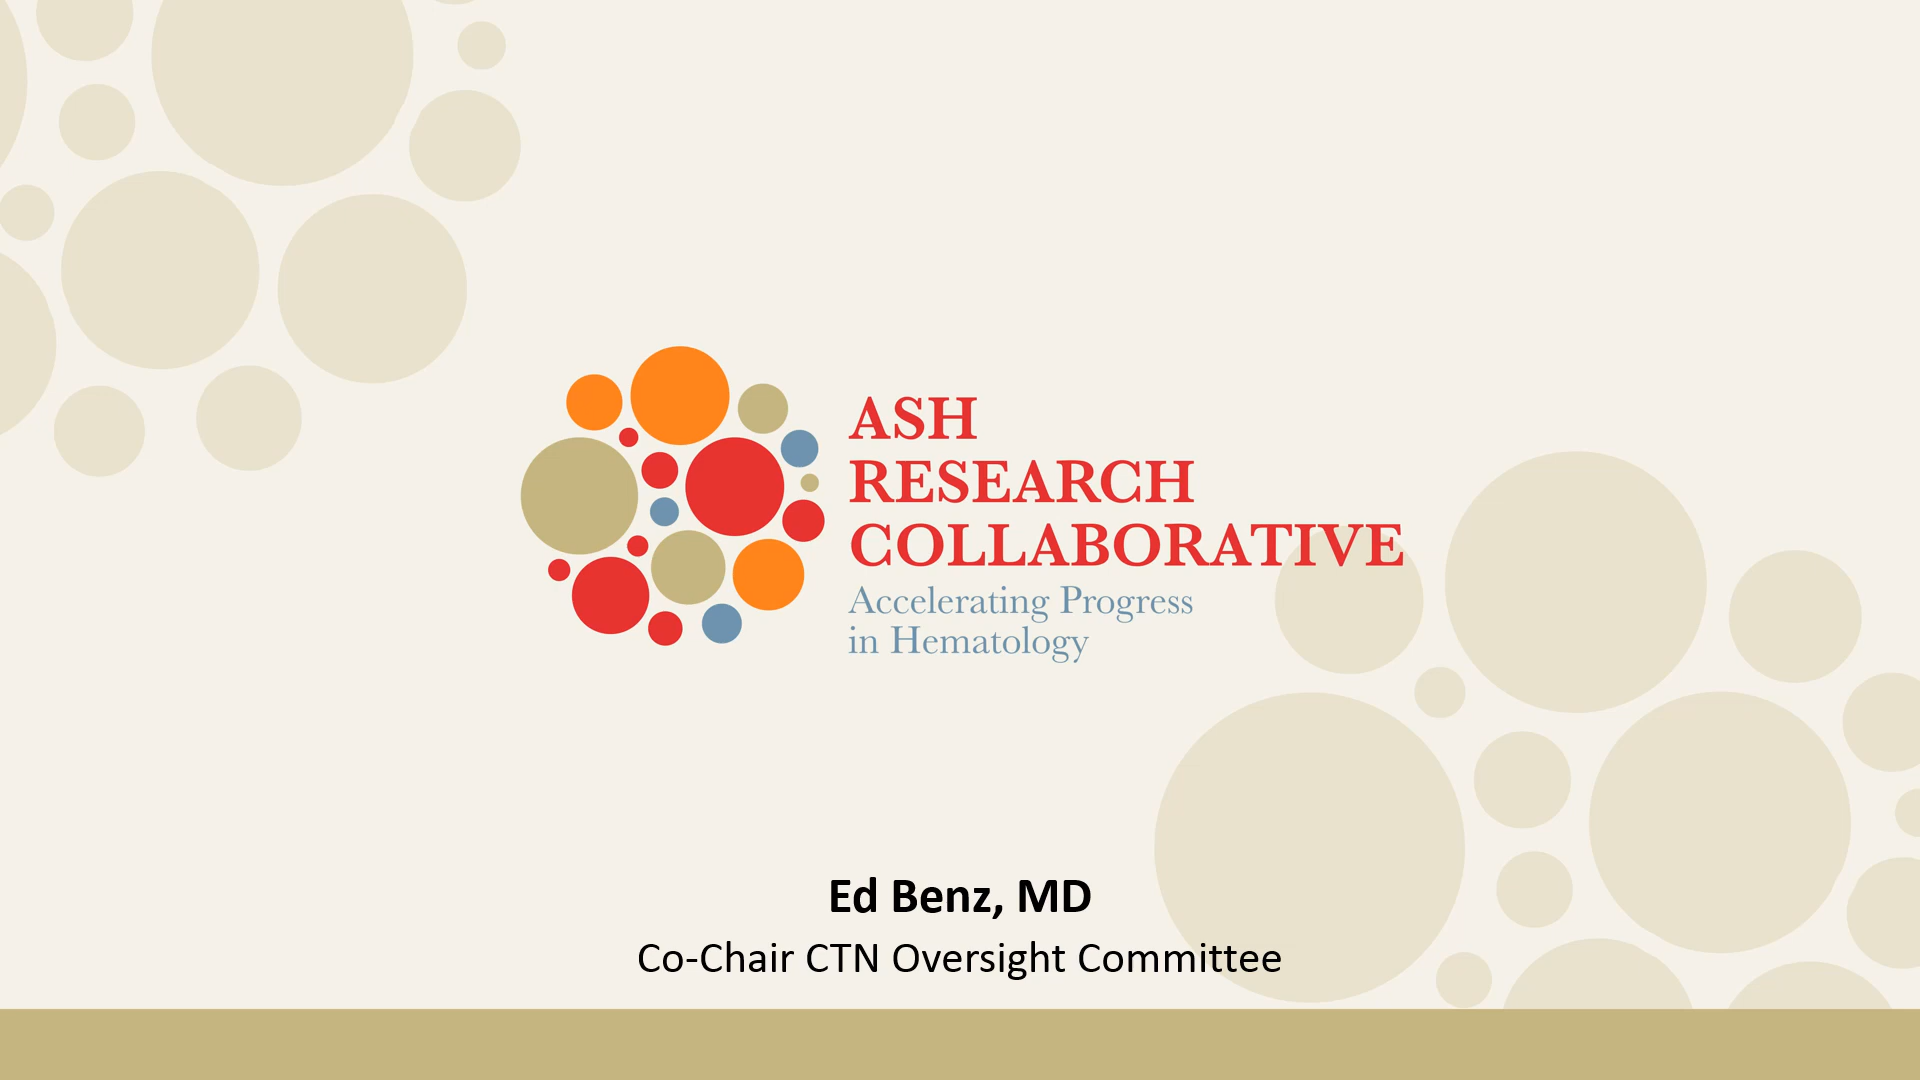 ASH
RESEARCH
COLLABORATIVE
Accelerating Progress
in Hematology
Ed Benz, MD
Co-Chair CTN Oversight Committee